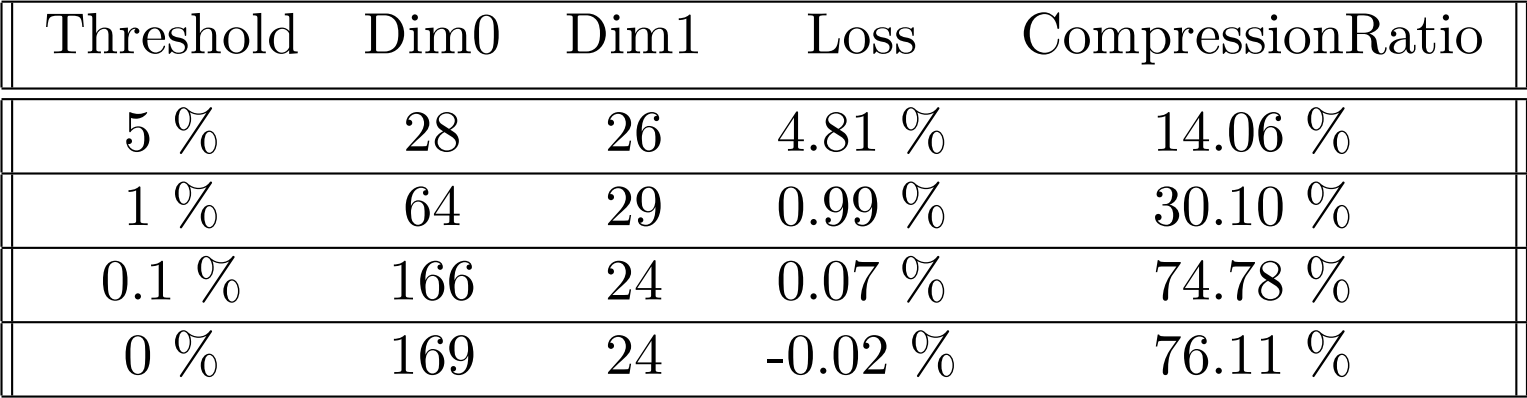 Threshold Dim0 Dim1 Loss CompressionRatio
5 % 28 26 4.81 % 14.06 %
1 % 64 29 0.99 % 30.10 %
0.1 % 166 24 0.07 % 74.78 %
0 % 169 24 -0.02 % 76.11 %